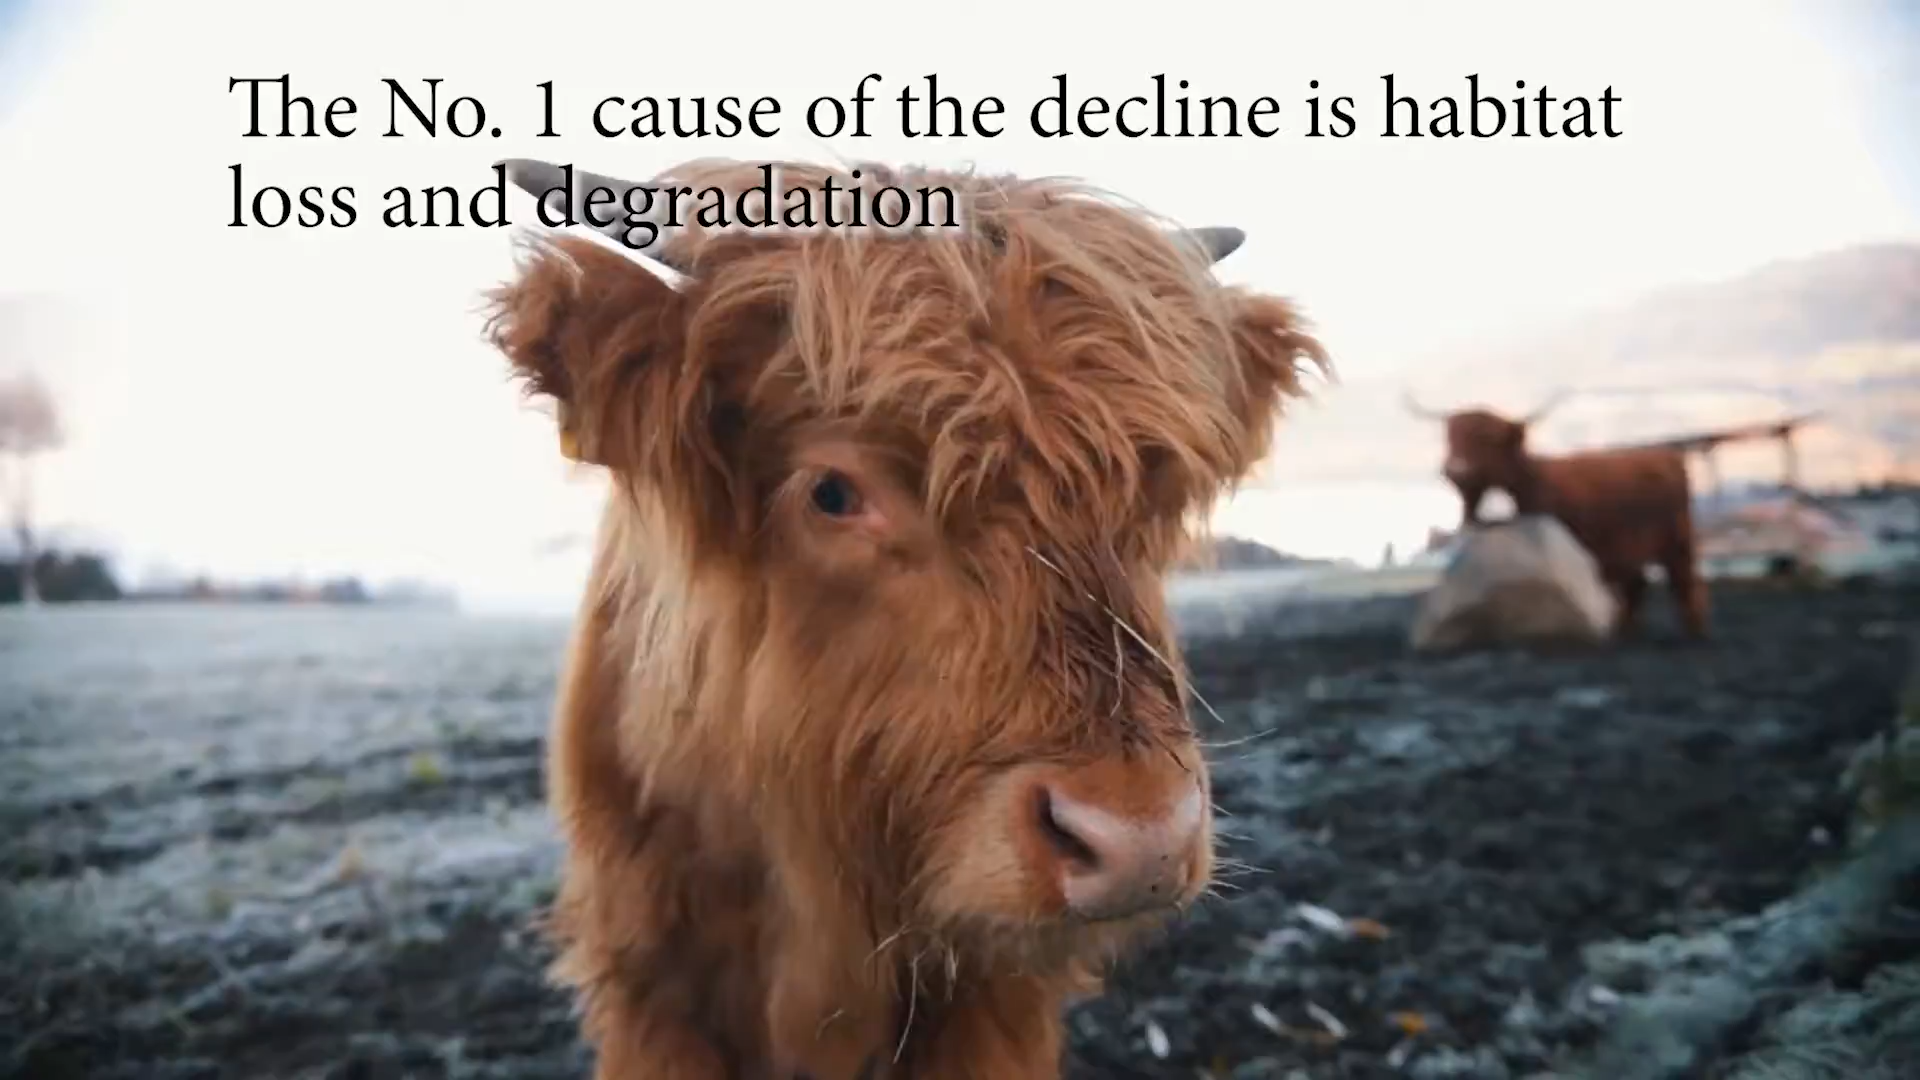 The No. 1 cause of the decline is habitat
loss and degradation